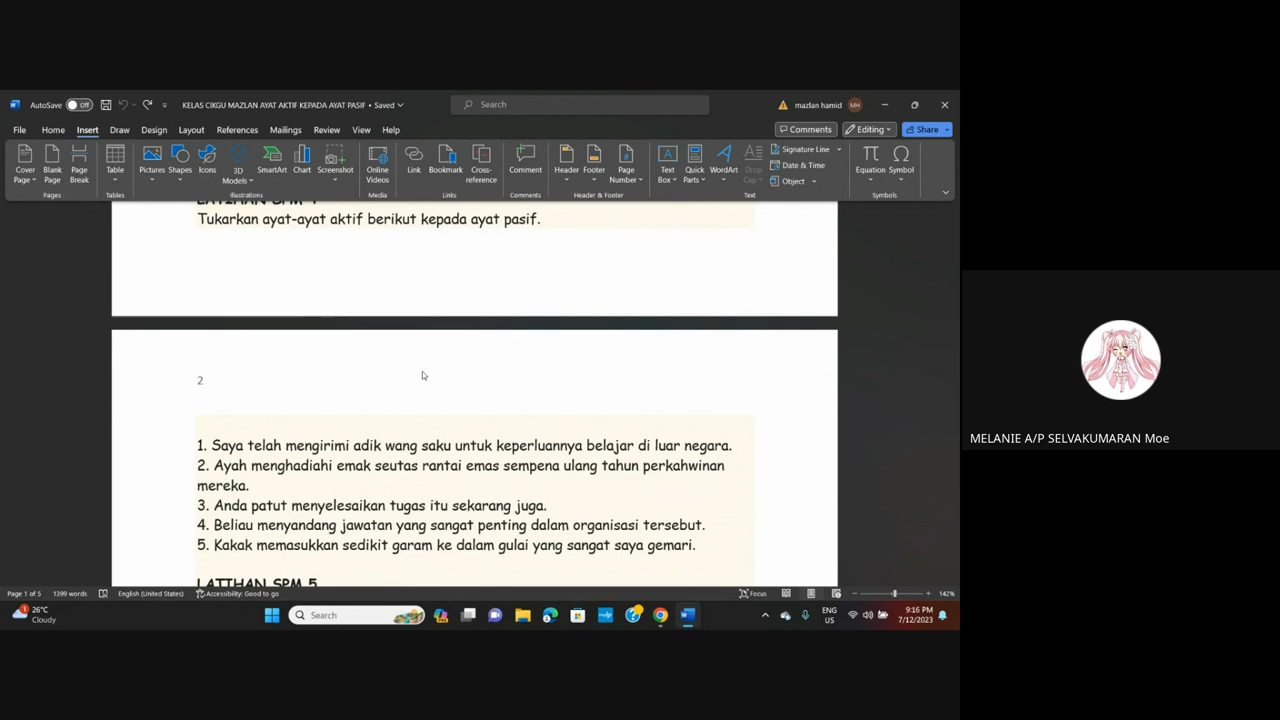 AutoSave Off KELAS CIKGU MAZLAN AYAT AKTIF KEPADA AYAT PASIF • Saved Search mazlan hamid MH
File Home Insert Draw Design Layout References Mailings Review View Help Comments Editing Share
Cover Page Blank Page Page Break Table Pictures Shapes Icons 3D Models SmartArt Chart Screenshot Online Videos Link Bookmark Cross-reference Comment Header Footer Page Number Text Box Quick Parts WordArt Drop Cap Signature Line Date & Time Object Equation Symbol
Pages Tables Illustrations Media Links Comments Header & Footer Text Symbols
Tukarkan ayat-ayat aktif berikut kepada ayat pasif.
2
1. Saya telah mengirimi adik wang saku untuk keperluannya belajar di luar negara.
2. Ayah menghadiahi emak seutas rantai emas sempena ulang tahun perkahwinan
mereka.
3. Anda patut menyelesaikan tugas itu sekarang juga.
4. Beliau menyandang jawatan yang sangat penting dalam organisasi tersebut.
5. Kakak memasukkan sedikit garam ke dalam gulai yang sangat saya gemari.
LATIHAN SPM 5
Page 1 of 5 1399 words English (United States) Accessibility: Good to go Focus 142%
1 26°C Cloudy Search ENG US 9:16 PM 7/12/2023
MELANIE A/P SELVAKUMARAN Moe